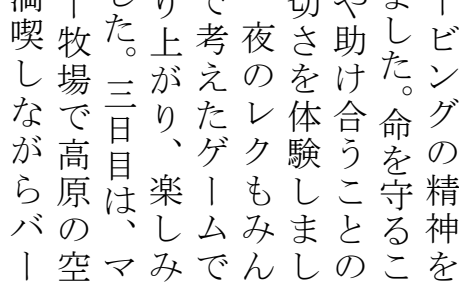 ービングの精神を
ました。命を守るこ
や助け合うことの
切さを体験しまし
夜のレクもみん
で考えたゲームで
り上がり、楽しみ
した。三日目は、マ
ー牧場で高原の空
満喫しながらバー